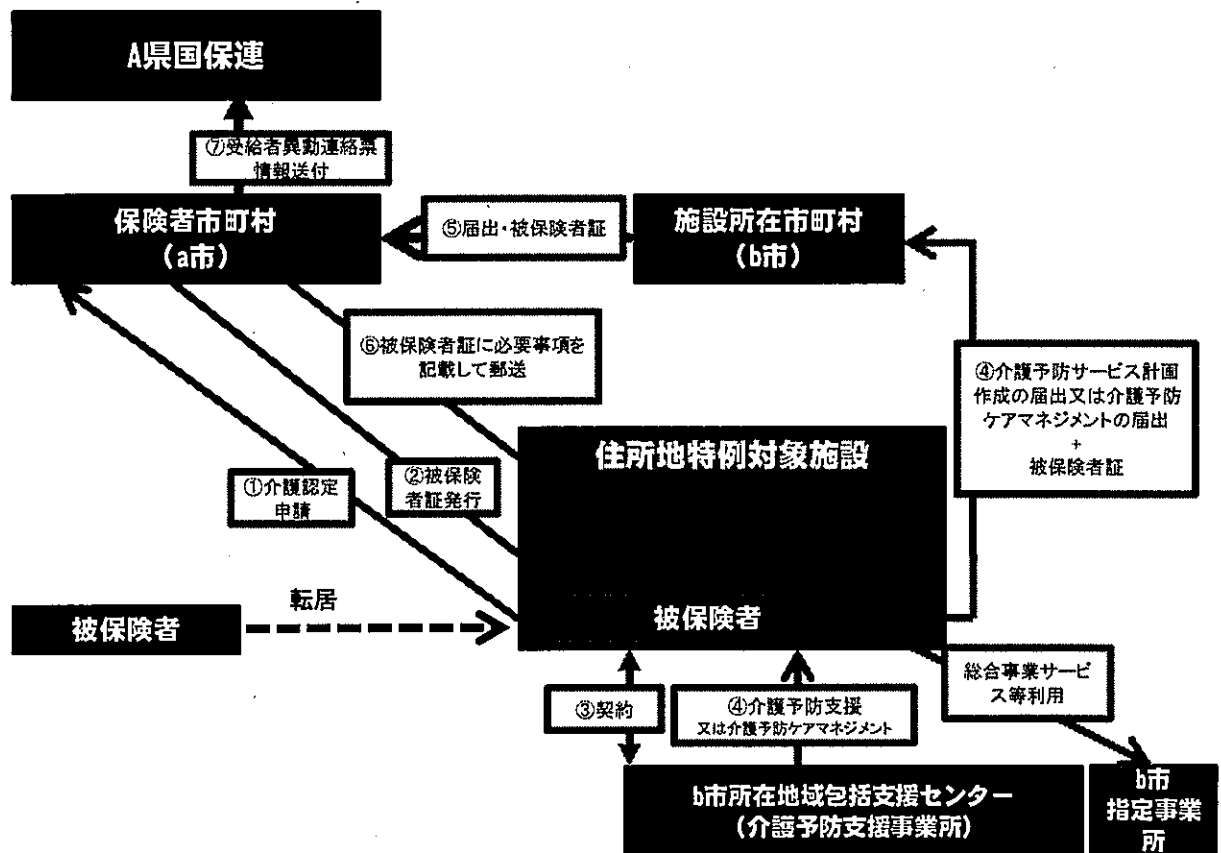 A県国保連
⑦受給者異動連絡票
情報送付
保険者市町村
（a市）
⑤届出・被保険者証
施設所在市町村
（b市）
⑥被保険者証に必要事項を
記載して郵送
④介護予防サービス計画
作成の届出又は介護予防
ケアマネジメントの届出
+
被保険者証
住所地特例対象施設
①介護認定
申請
②被保険
者証発行
転居
被保険者
被保険者
③契約
④介護予防支援
又は介護予防ケアマネジメント
総合事業サービ
ス等利用
b市所在地域包括支援センター
（介護予防支援事業所）
b市
指定事業
所